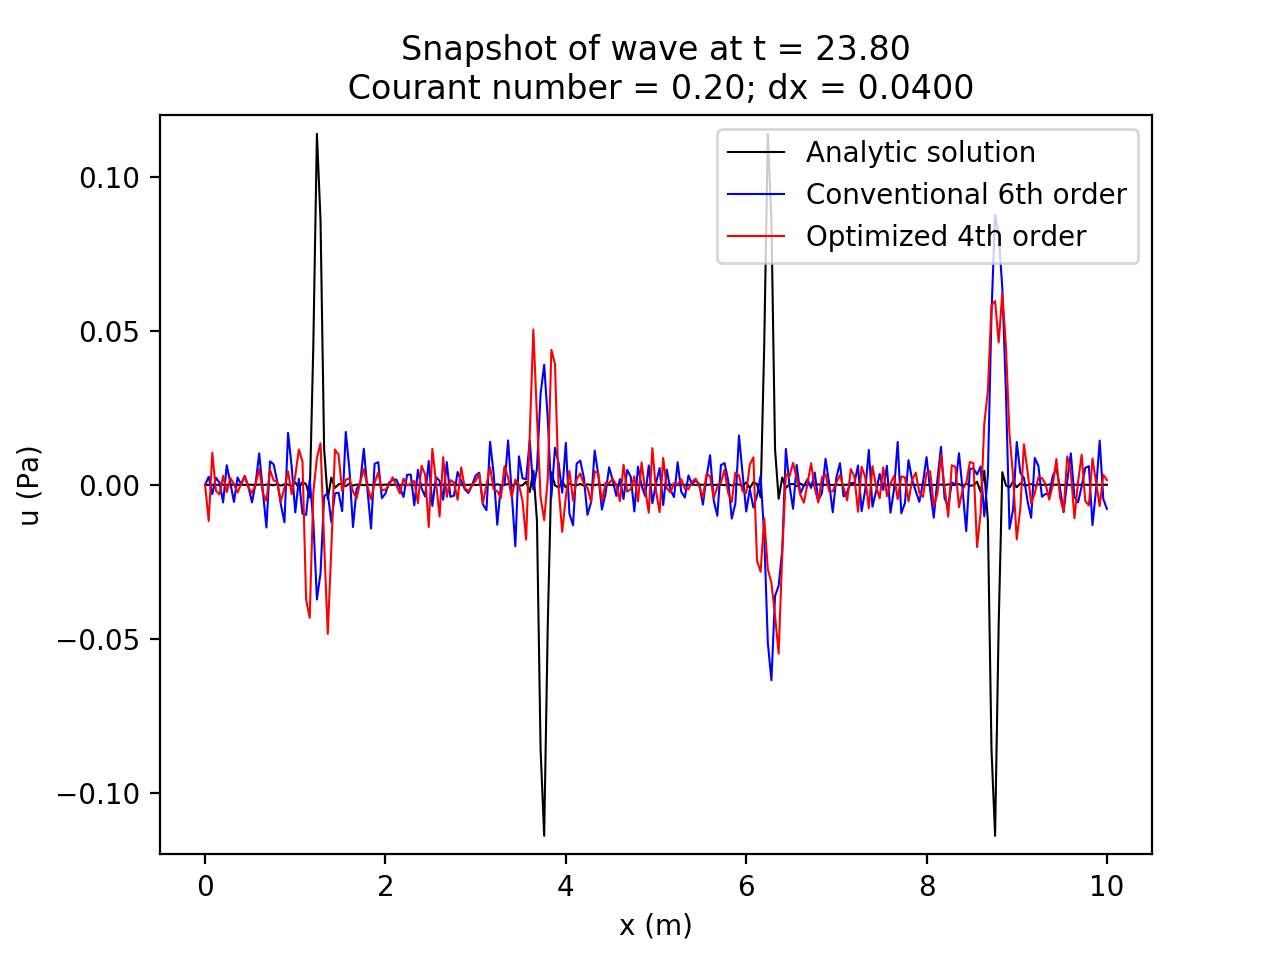 Snapshot of wave at t = 23.80
Courant number = 0.20; dx = 0.0400
Analytic solution
Conventional 6th order
Optimized 4th order
0.10
0.05
0.00
−0.05
−0.10
u (Pa)
0 2 4 6 8 10
x (m)